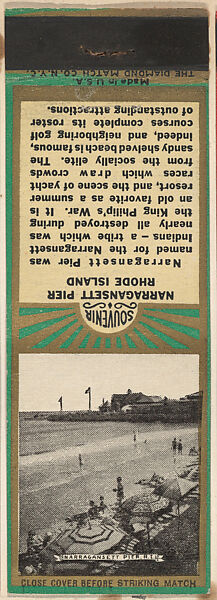 THE DIAMOND MATCH CO. N.Y.C.
Made in U.S.A.
SOUVENIR
NARRAGANSETT PIER
RHODE ISLAND
Narragansett Pier was
named for the Narragansett
Indians – a tribe which was
nearly all destroyed during
the King Philip War. It is
an old favorite as a summer
resort, and the scene of yacht
races which draw crowds
from the socially elite. The
sandy shelved beach is famous,
indeed, and neighboring golf
courses complete its roster
of outstanding attractions.
NARRAGANSETT PIER, R.I.
CLOSE COVER BEFORE STRIKING MATCH